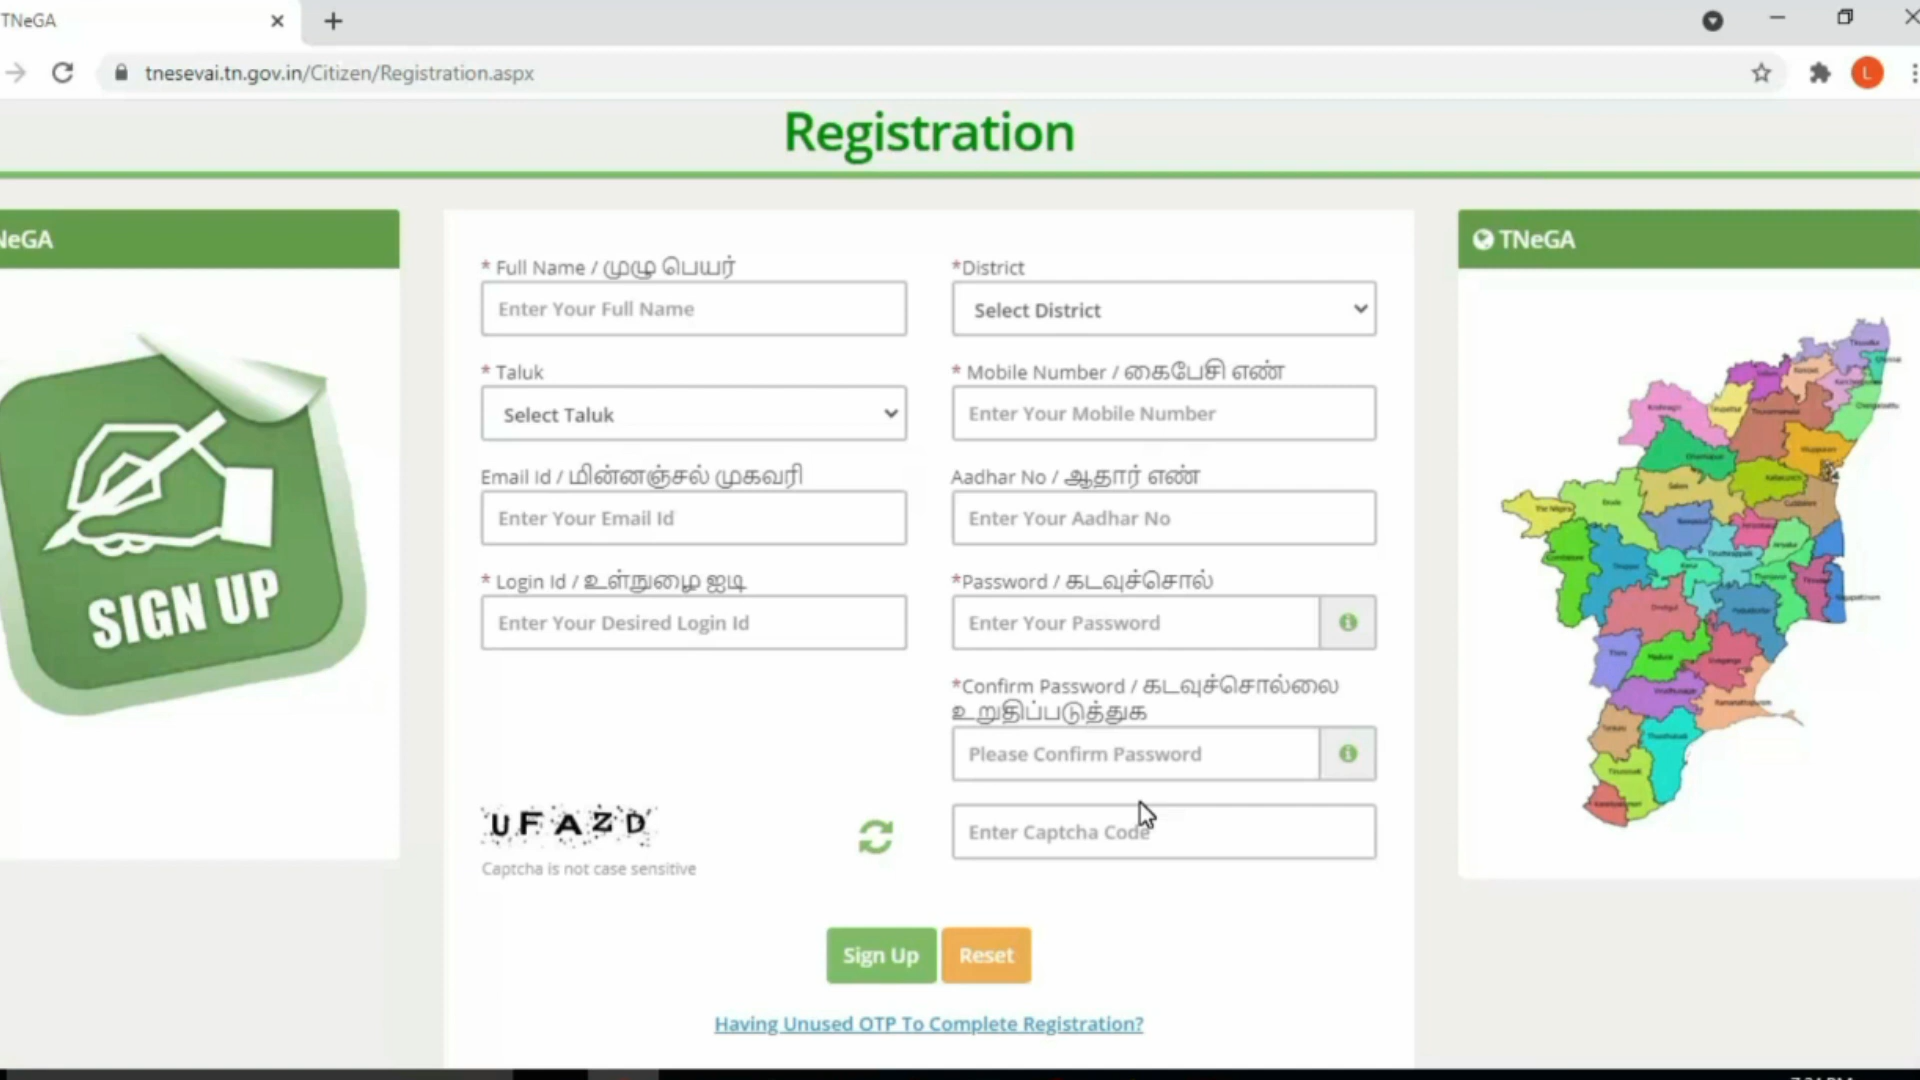 TNeGA
tnesevai.tn.gov.in/Citizen/Registration.aspx
L
Registration
NeGA
SIGN UP
* Full Name / முழு பெயர்
Enter Your Full Name
*District
Select District
* Taluk
Select Taluk
* Mobile Number / கைபேசி எண்
Enter Your Mobile Number
Email Id / மின்னஞ்சல் முகவரி
Enter Your Email Id
Aadhar No / ஆதார் எண்
Enter Your Aadhar No
* Login Id / உள்நுழை ஐடி
Enter Your Desired Login Id
*Password / கடவுச்சொல்
Enter Your Password
*Confirm Password / கடவுச்சொல்லை
உறுதிப்படுத்துக
Please Confirm Password
UFAZD
Captcha is not case sensitive
Enter Captcha Code
Sign Up
Reset
Having Unused OTP To Complete Registration?
TNeGA